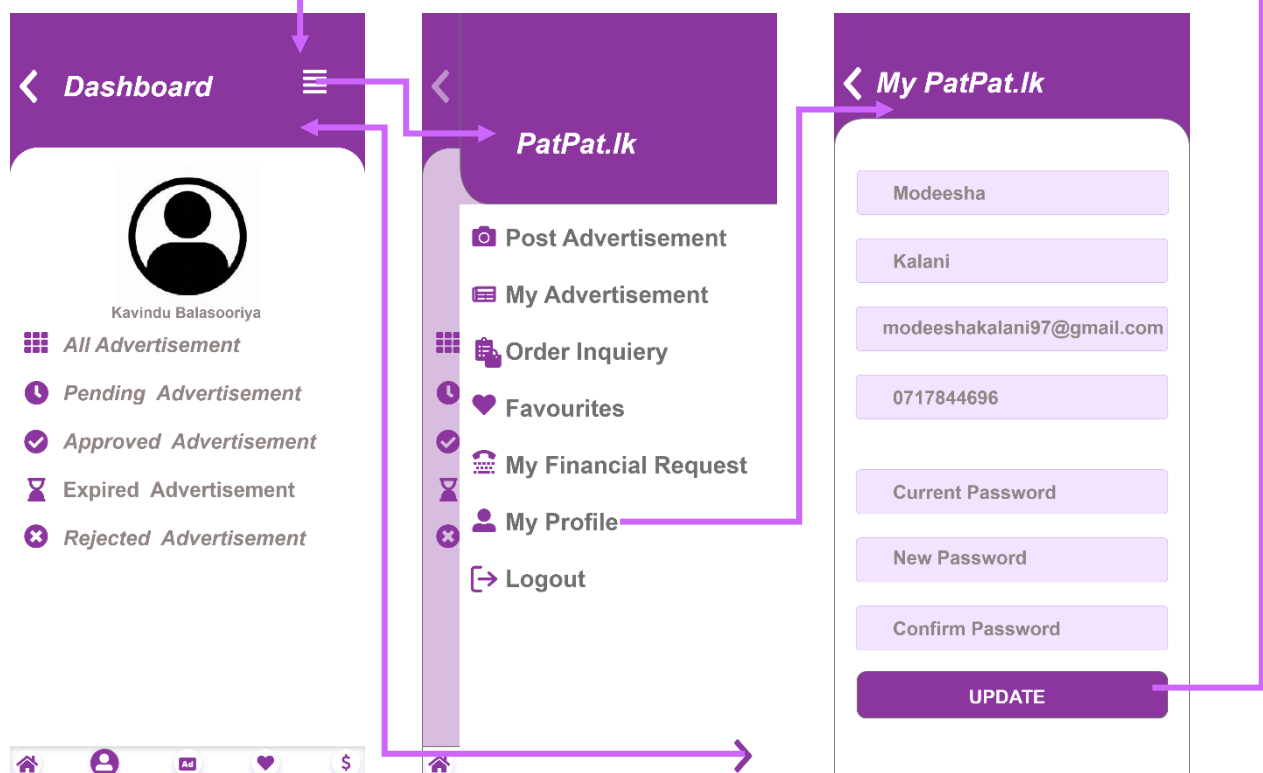 Dashboard
Kavindu Balasooriya
All Advertisement
Pending Advertisement
Approved Advertisement
Expired Advertisement
Rejected Advertisement
Ad
$
PatPat.lk
Post Advertisement
My Advertisement
Order Inquiery
Favourites
My Financial Request
My Profile
Logout
My PatPat.lk
Modeesha
Kalani
modeeshakalani97@gmail.com
0717844696
Current Password
New Password
Confirm Password
UPDATE